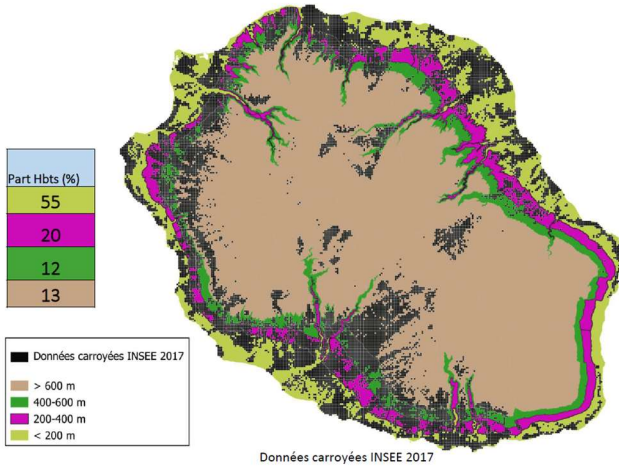 Part Hbts (%)
55
20
12
13
Données carroyées INSEE 2017
> 600 m
400-600 m
200-400 m
< 200 m
Données carroyées INSEE 2017